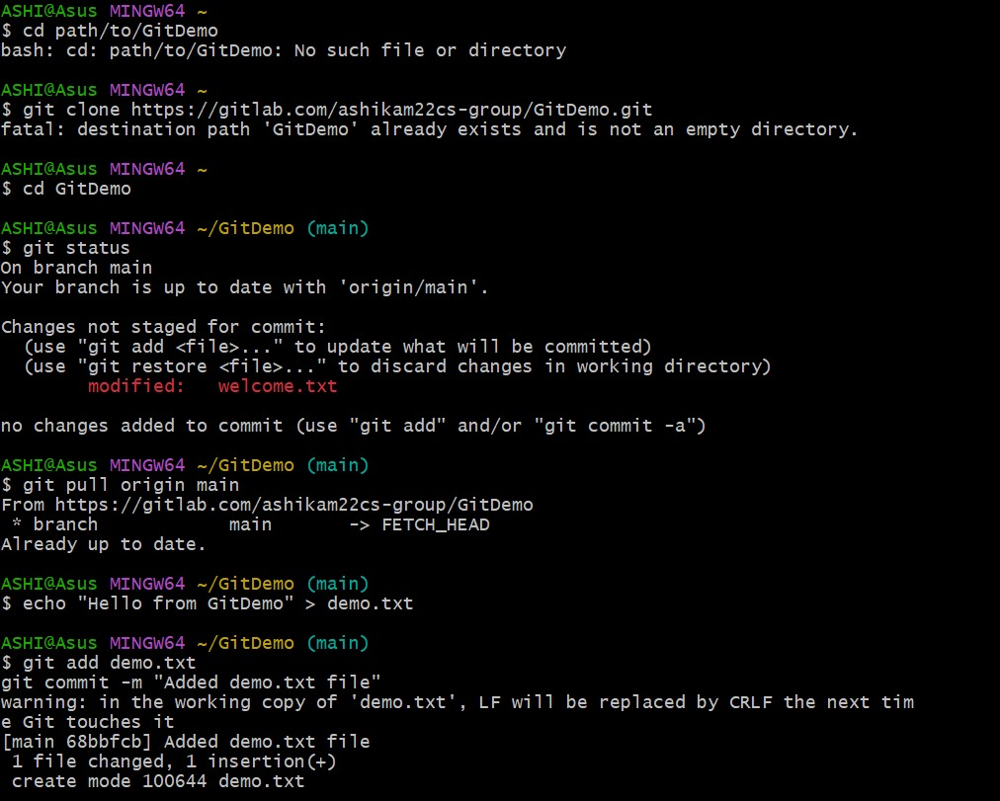 ASHI@Asus MINGW64 ~
$ cd path/to/GitDemo
bash: cd: path/to/GitDemo: No such file or directory

ASHI@Asus MINGW64 ~
$ git clone https://gitlab.com/ashikam22cs-group/GitDemo.git
fatal: destination path 'GitDemo' already exists and is not an empty directory.

ASHI@Asus MINGW64 ~
$ cd GitDemo

ASHI@Asus MINGW64 ~/GitDemo (main)
$ git status
On branch main
Your branch is up to date with 'origin/main'.

Changes not staged for commit:
  (use "git add <file>..." to update what will be committed)
  (use "git restore <file>..." to discard changes in working directory)
        modified:   welcome.txt

no changes added to commit (use "git add" and/or "git commit -a")

ASHI@Asus MINGW64 ~/GitDemo (main)
$ git pull origin main
From https://gitlab.com/ashikam22cs-group/GitDemo
 * branch            main       -> FETCH_HEAD
Already up to date.

ASHI@Asus MINGW64 ~/GitDemo (main)
$ echo "Hello from GitDemo" > demo.txt

ASHI@Asus MINGW64 ~/GitDemo (main)
$ git add demo.txt
git commit -m "Added demo.txt file"
warning: in the working copy of 'demo.txt', LF will be replaced by CRLF the next tim
e Git touches it
[main 68bbfcb] Added demo.txt file
 1 file changed, 1 insertion(+)
 create mode 100644 demo.txt